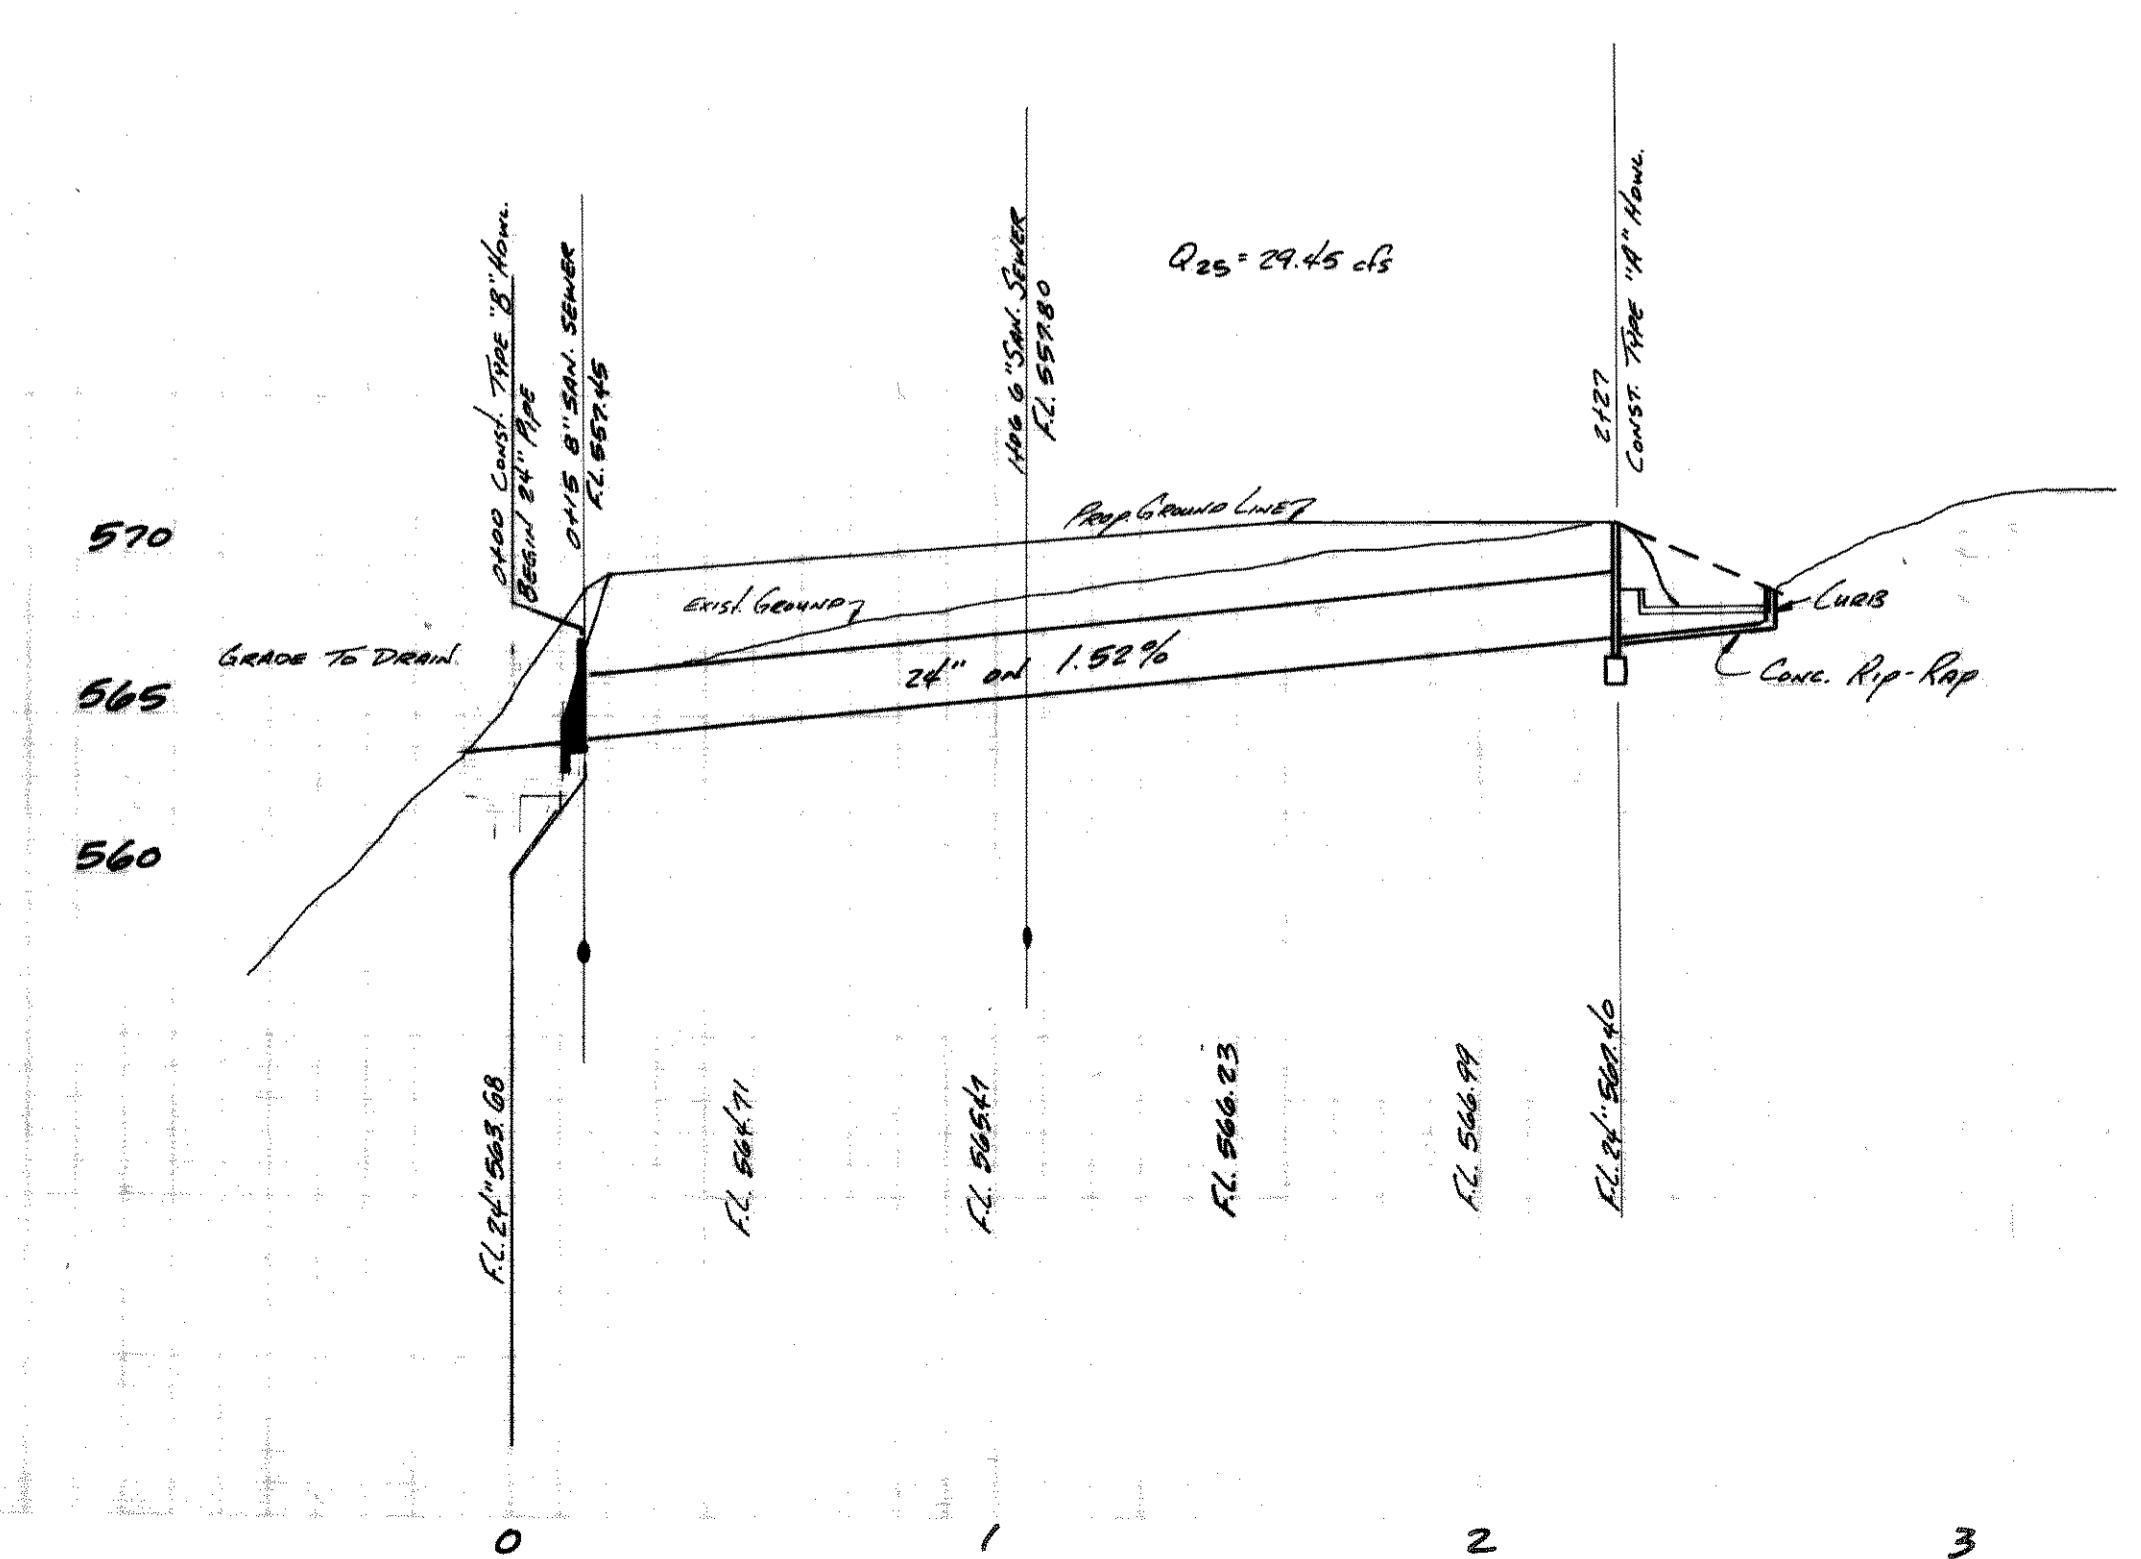 0+00 CONST. TYPE "B" HDWL.
BEGIN 24" PIPE
0+15 8" SAN. SEWER
F.L. 557.45
1+06 6" SAN. SEWER
F.L. 557.80
Q25 = 29.45 cfs
2+27
CONST. TYPE "A" HDWL.
570
PROP. GROUND LINE
EXIST. GROUND
CURB
GRADE TO DRAIN
24" ON 1.52%
CONC. RIP-RAP
565
560
F.L. 24" 563.68
F.L. 564.71
F.L. 565.47
F.L. 566.23
F.L. 566.99
F.L. 24" 567.40
0 1 2 3